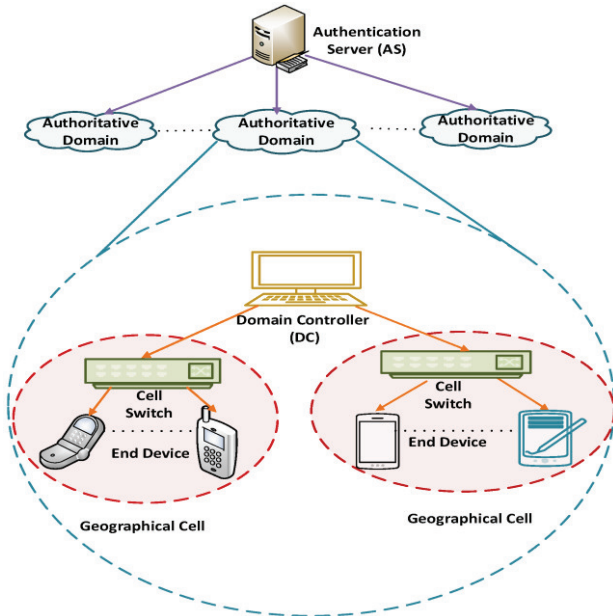 Authentication
Server (AS)
Authoritative
Domain
Authoritative
Domain
Authoritative
Domain
Domain Controller
(DC)
Cell
Switch
End Device
Geographical Cell
Cell
Switch
End Device
Geographical Cell